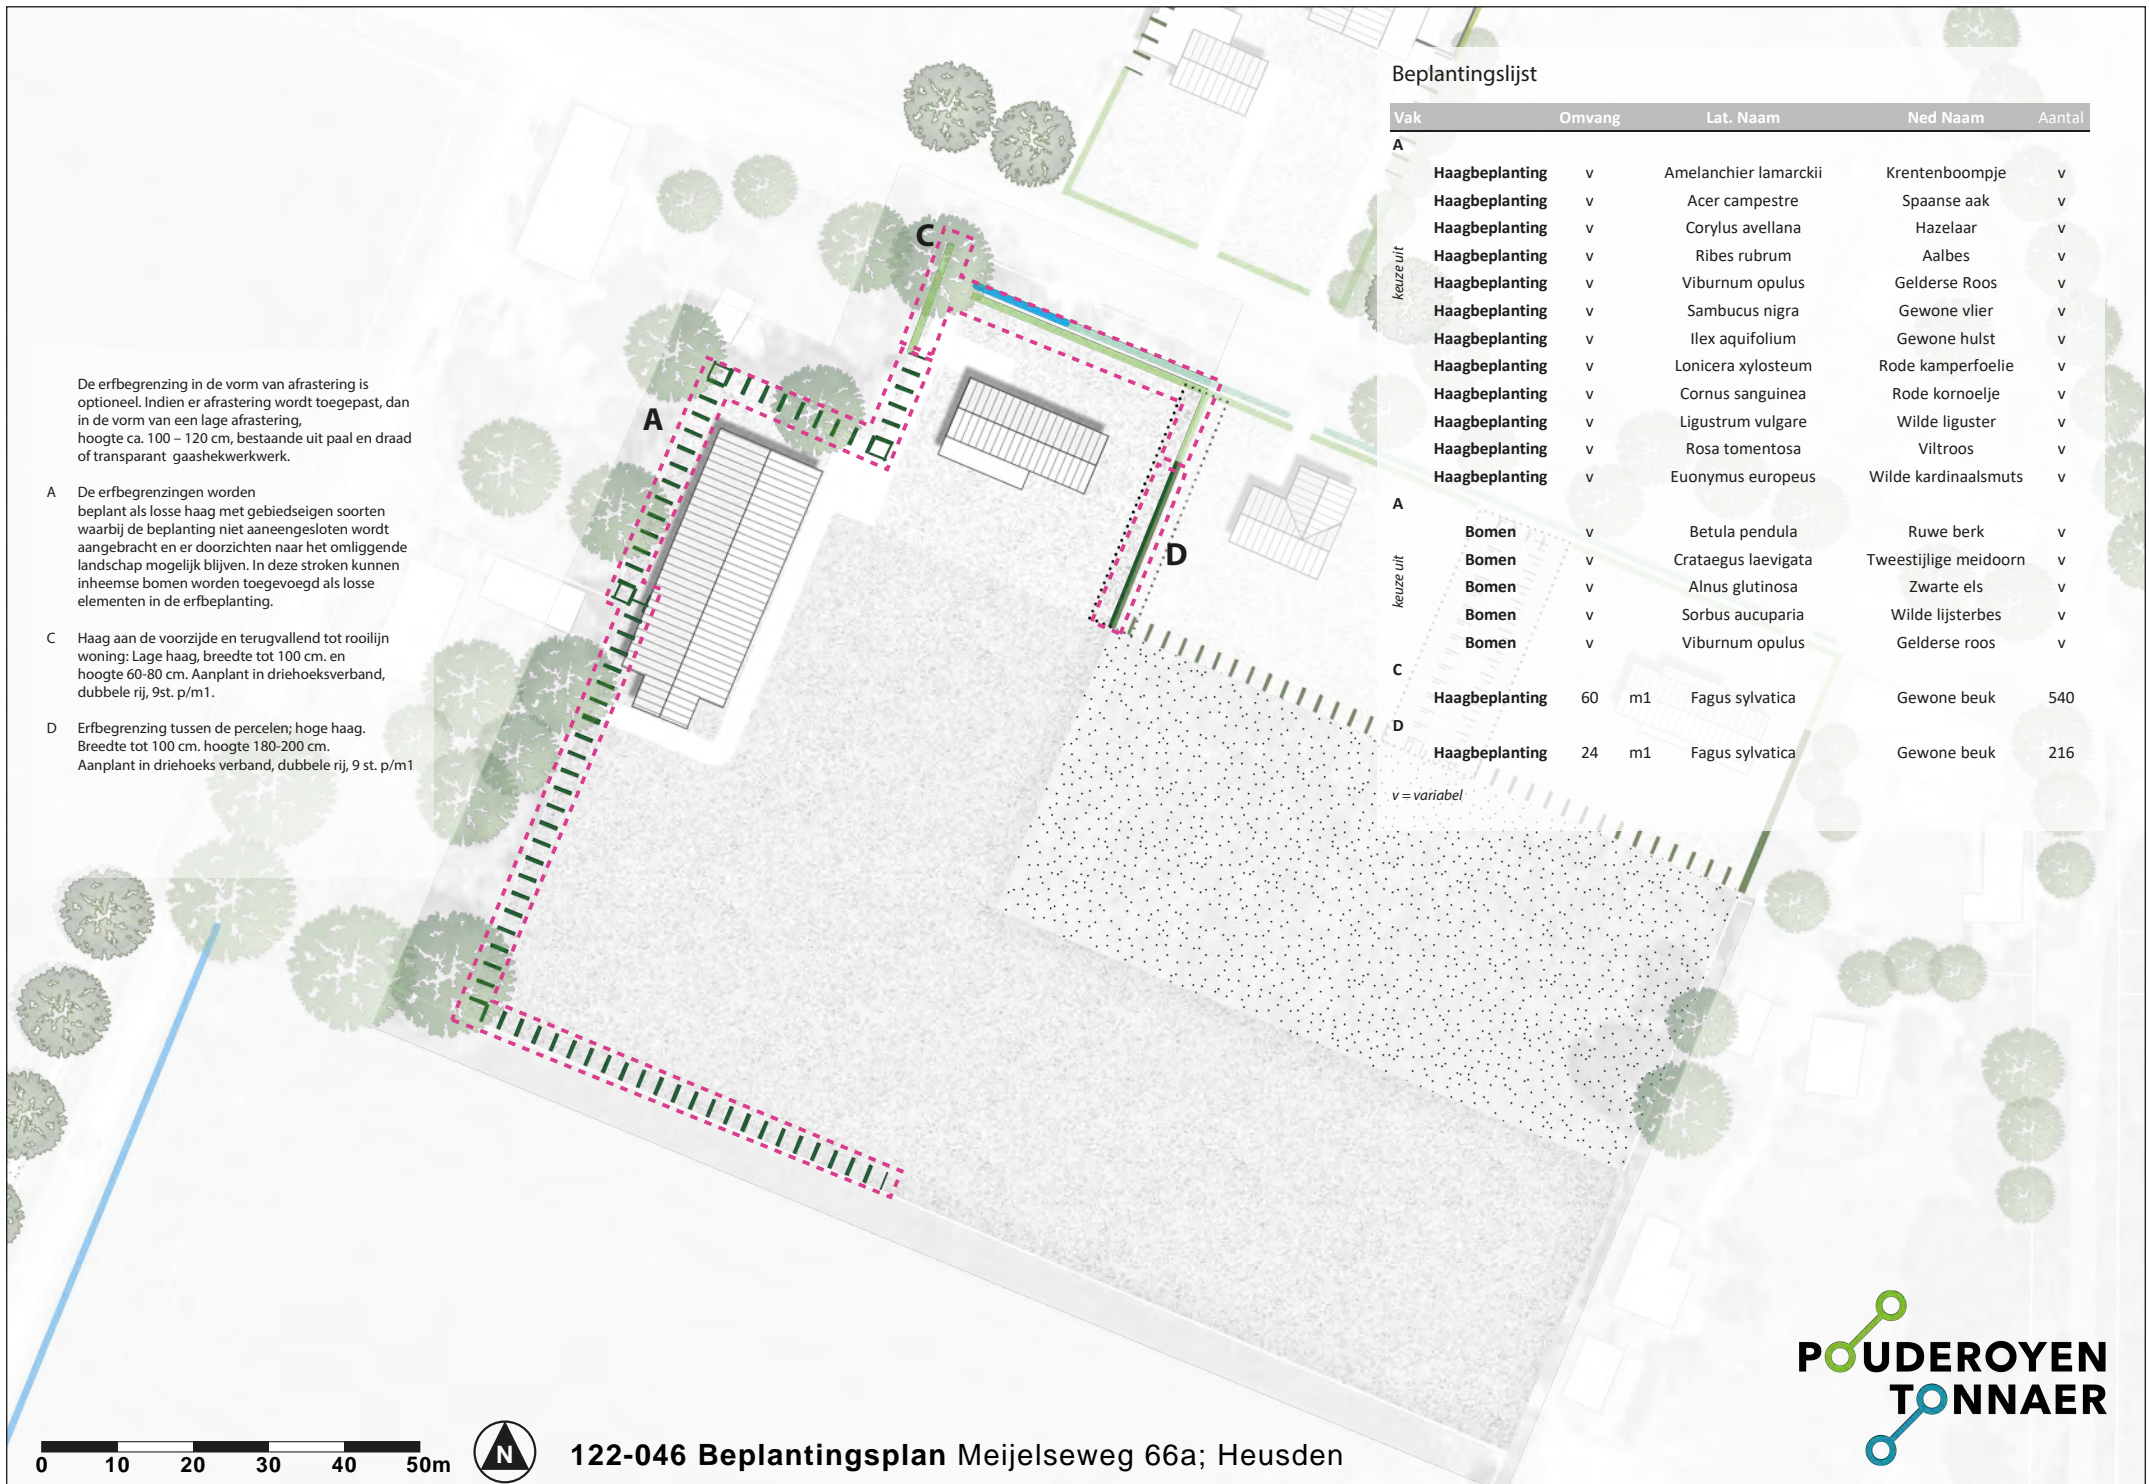 De erfbegrenzing in de vorm van afrastering is
optioneel. Indien er afrastering wordt toegepast, dan
in de vorm van een lage afrastering,
hoogte ca. 100 – 120 cm, bestaande uit paal en draad
of transparant gaashekwerkwerk.
A De erfbegrenzingen worden
beplant als losse haag met gebiedseigen soorten
waarbij de beplanting niet aaneengesloten wordt
aangebracht en er doorzichten naar het omliggende
landschap mogelijk blijven. In deze stroken kunnen
inheemse bomen worden toegevoegd als losse
elementen in de erfbeplanting.
C Haag aan de voorzijde en terugvallend tot rooilijn
woning: Lage haag, breedte tot 100 cm. en
hoogte 60-80 cm. Aanplant in driehoeksverband,
dubbele rij, 9st. p/m1.
D Erfbegrenzing tussen de percelen; hoge haag.
Breedte tot 100 cm. hoogte 180-200 cm.
Aanplant in driehoeks verband, dubbele rij, 9 st. p/m1
C
A
D
Beplantingslijst
Vak Omvang Lat. Naam Ned Naam Aantal
A
keuze uit
Haagbeplanting v Amelanchier lamarckii Krentenboompje v
Haagbeplanting v Acer campestre Spaanse aak v
Haagbeplanting v Corylus avellana Hazelaar v
Haagbeplanting v Ribes rubrum Aalbes v
Haagbeplanting v Viburnum opulus Gelderse Roos v
Haagbeplanting v Sambucus nigra Gewone vlier v
Haagbeplanting v Ilex aquifolium Gewone hulst v
Haagbeplanting v Lonicera xylosteum Rode kamperfoelie v
Haagbeplanting v Cornus sanguinea Rode kornoelje v
Haagbeplanting v Ligustrum vulgare Wilde liguster v
Haagbeplanting v Rosa tomentosa Viltroos v
Haagbeplanting v Euonymus europeus Wilde kardinaalsmuts v
A
keuze uit
Bomen v Betula pendula Ruwe berk v
Bomen v Crataegus laevigata Tweestijlige meidoorn v
Bomen v Alnus glutinosa Zwarte els v
Bomen v Sorbus aucuparia Wilde lijsterbes v
Bomen v Viburnum opulus Gelderse roos v
C
Haagbeplanting 60 m1 Fagus sylvatica Gewone beuk 540
D
Haagbeplanting 24 m1 Fagus sylvatica Gewone beuk 216
v = variabel
POUDEROYEN
TONNAER
0 10 20 30 40 50m
N
122-046 Beplantingsplan Meijelseweg 66a; Heusden